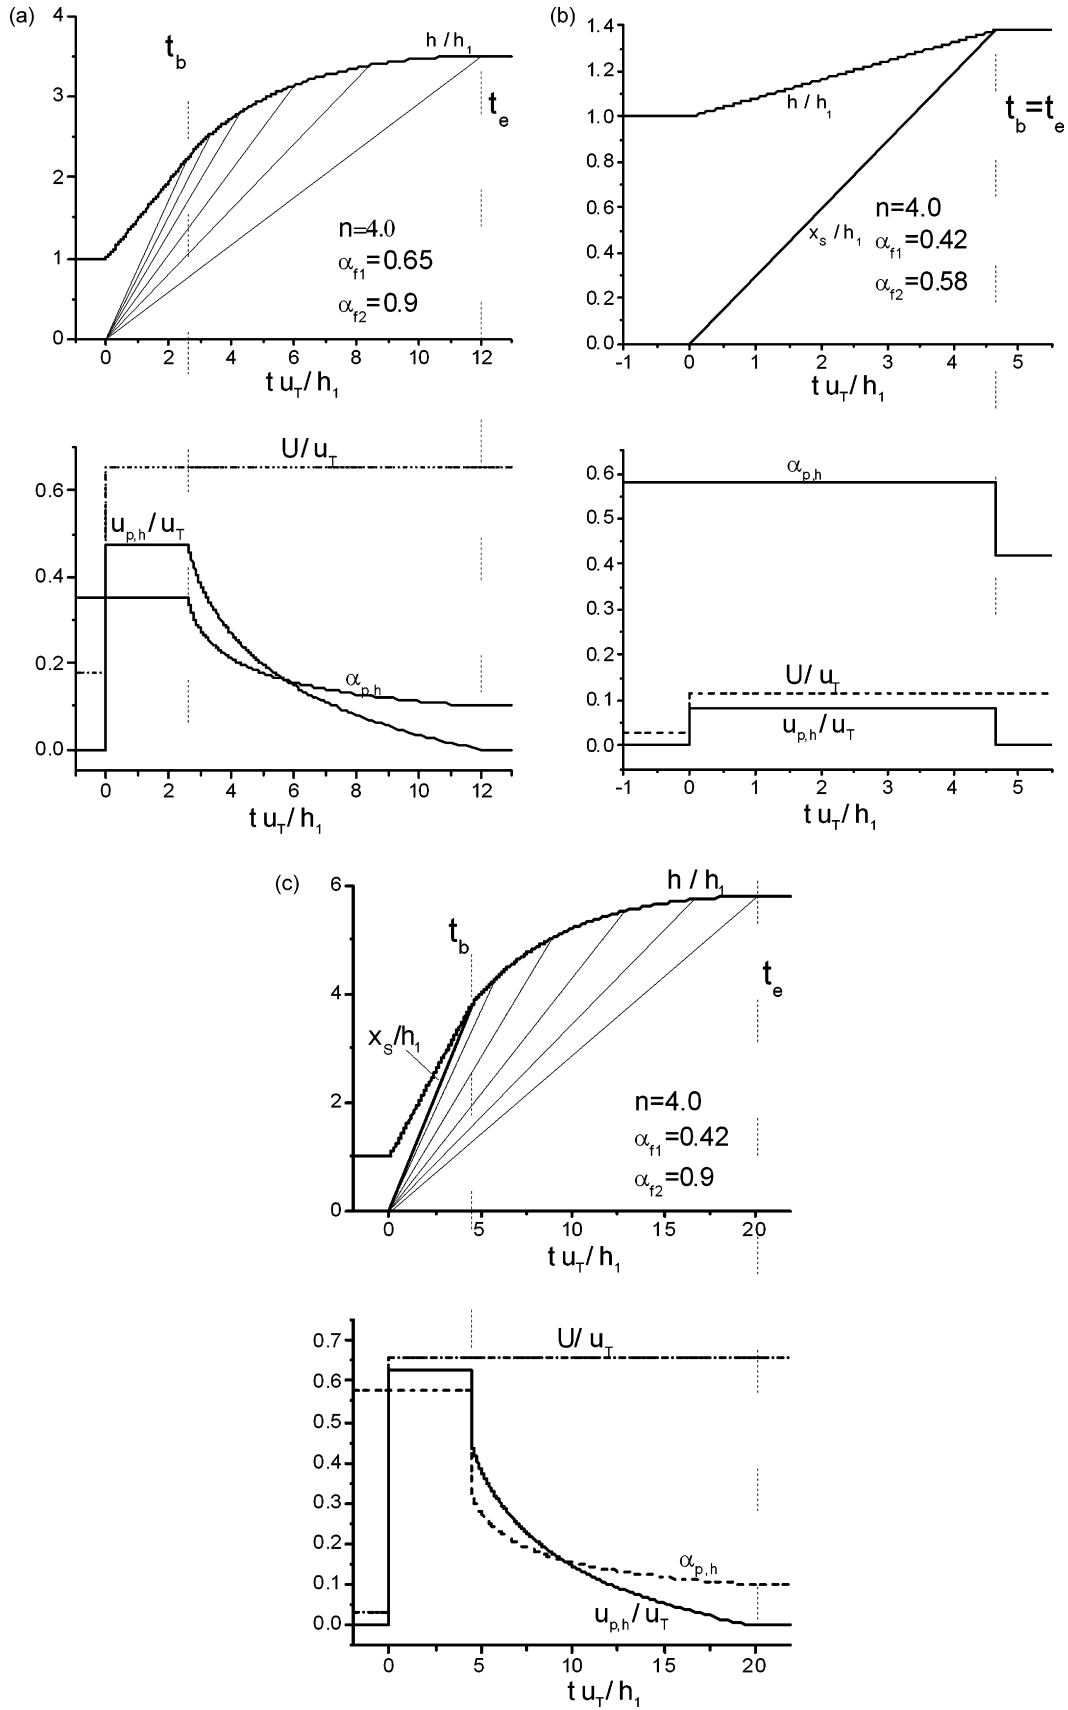 (a)
4
3
2
1
0
t_b
h / h_1
t_e
n=4.0
α_f1=0.65
α_f2=0.9
0 2 4 6 8 10 12
t u_T / h_1
(b)
1.4
1.2
1.0
0.8
0.6
0.4
0.2
0.0
h / h_1
t_b=t_e
n=4.0
x_S / h_1
α_f1=0.42
α_f2=0.58
-1 0 1 2 3 4 5
t u_T / h_1
0.6
0.4
0.2
0.0
U / u_T
u_p,h / u_T
α_p,h
0 2 4 6 8 10 12
t u_T / h_1
0.6
0.5
0.4
0.3
0.2
0.1
0.0
α_p,h
U / u_T
u_p,h / u_T
-1 0 1 2 3 4 5
t u_T / h_1
(c)
6
4
2
0
h / h_1
t_b
t_e
x_S/h_1
n=4.0
α_f1=0.42
α_f2=0.9
0 5 10 15 20
t u_T / h_1
0.7
0.6
0.5
0.4
0.3
0.2
0.1
0.0
U / u_T
α_p,h
u_p,h / u_T
0 5 10 15 20
t u_T / h_1